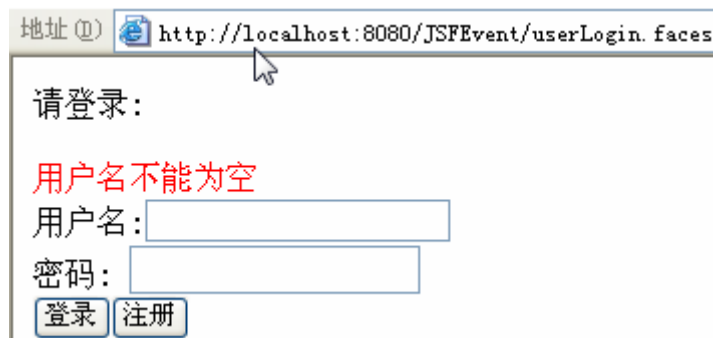 地址(D) http://localhost:8080/JSFEvent/userLogin.faces
请登录:
用户名不能为空
用户名:
密码:
登录 注册